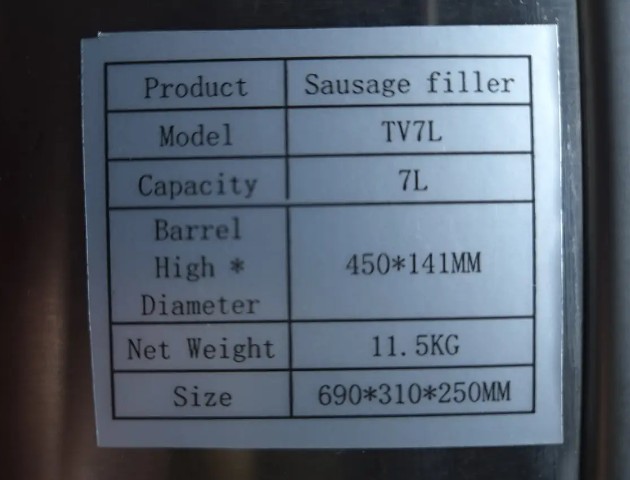 Product Sausage filler
Model TV7L
Capacity 7L
Barrel
High * 450*141MM
Diameter
Net Weight 11.5KG
Size 690*310*250MM